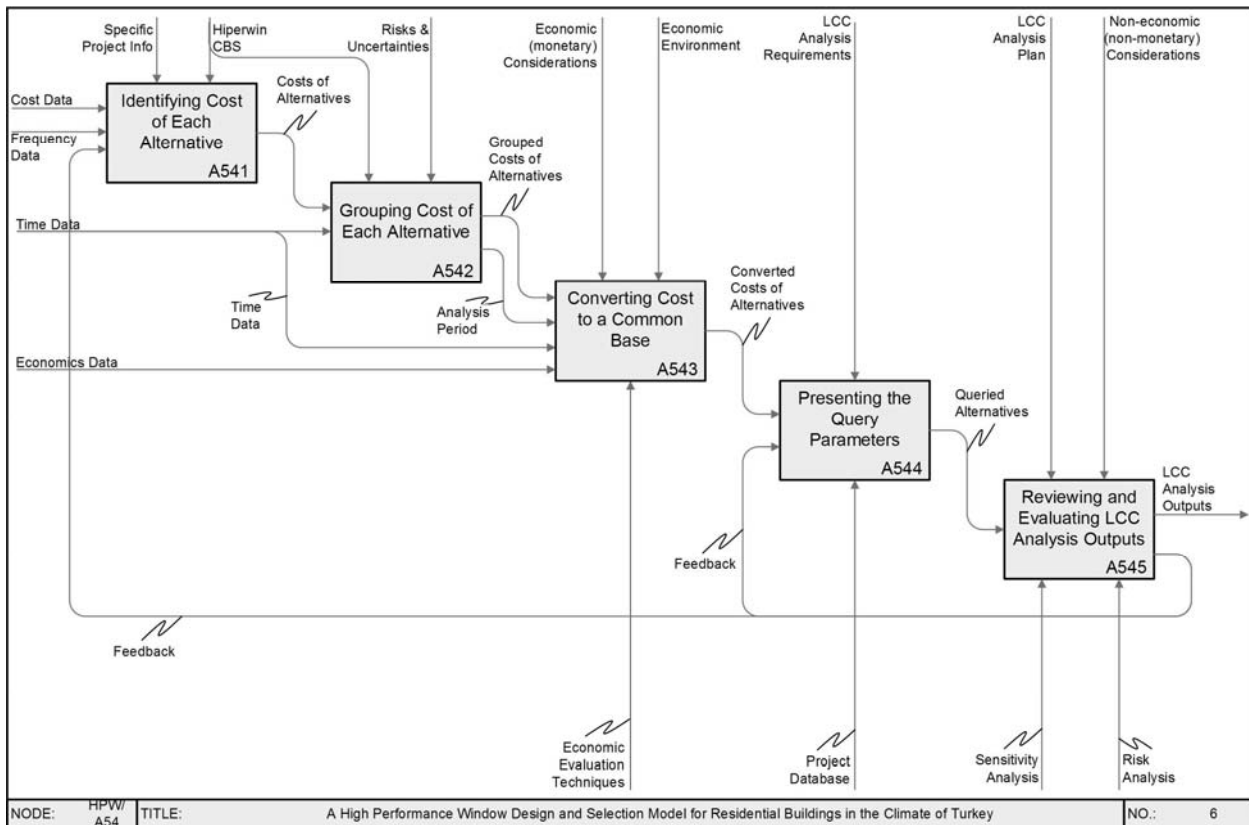 Specific
Project Info
Hiperwin
CBS
Risks &
Uncertainties
Economic
(monetary)
Considerations
Economic
Environment
LCC
Analysis
Requirements
LCC
Analysis
Plan
Non-economic
(non-monetary)
Considerations
Cost Data
Frequency
Data
Identifying Cost
of Each
Alternative
A541
Costs of
Alternatives
Time Data
Grouping Cost of
Each Alternative
A542
Grouped
Costs of
Alternatives
Time
Data
Analysis
Period
Economics Data
Converting Cost
to a Common
Base
A543
Converted
Costs of
Alternatives
Presenting the
Query
Parameters
A544
Queried
Alternatives
Reviewing and
Evaluating LCC
Analysis Outputs
A545
LCC
Analysis
Outputs
Feedback
Feedback
Economic
Evaluation
Techniques
Project
Database
Sensitivity
Analysis
Risk
Analysis
NODE: HPW/
A54
TITLE: A High Performance Window Design and Selection Model for Residential Buildings in the Climate of Turkey
NO.: 6